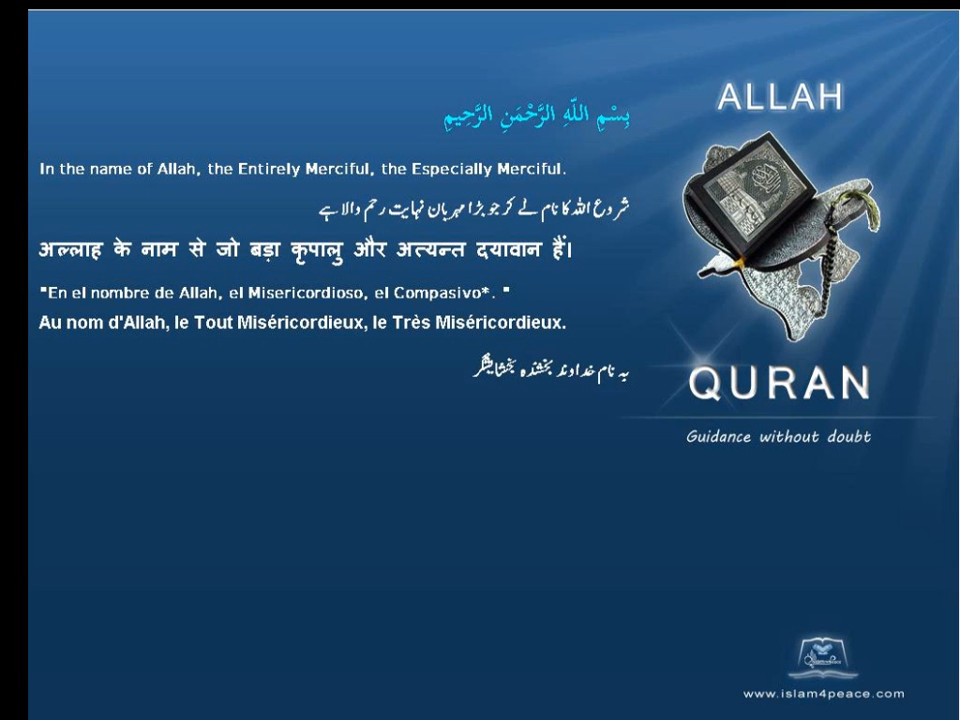 بِسْمِ اللَّهِ الرَّحْمَنِ الرَّحِيمِ
In the name of Allah, the Entirely Merciful, the Especially Merciful.
شروع اللہ کا نام لے کر جو بڑا مہربان نہایت رحم والا ہے
अल्लाह के नाम से जो बड़ा कृपालु और अत्यन्त दयावान हैं।
"En el nombre de Allah, el Misericordioso, el Compasivo*. "
Au nom d'Allah, le Tout Miséricordieux, le Très Miséricordieux.
به نام خداوند بخشنده بخشایشگر
ALLAH
QURAN
Guidance without doubt
www.islam4peace.com